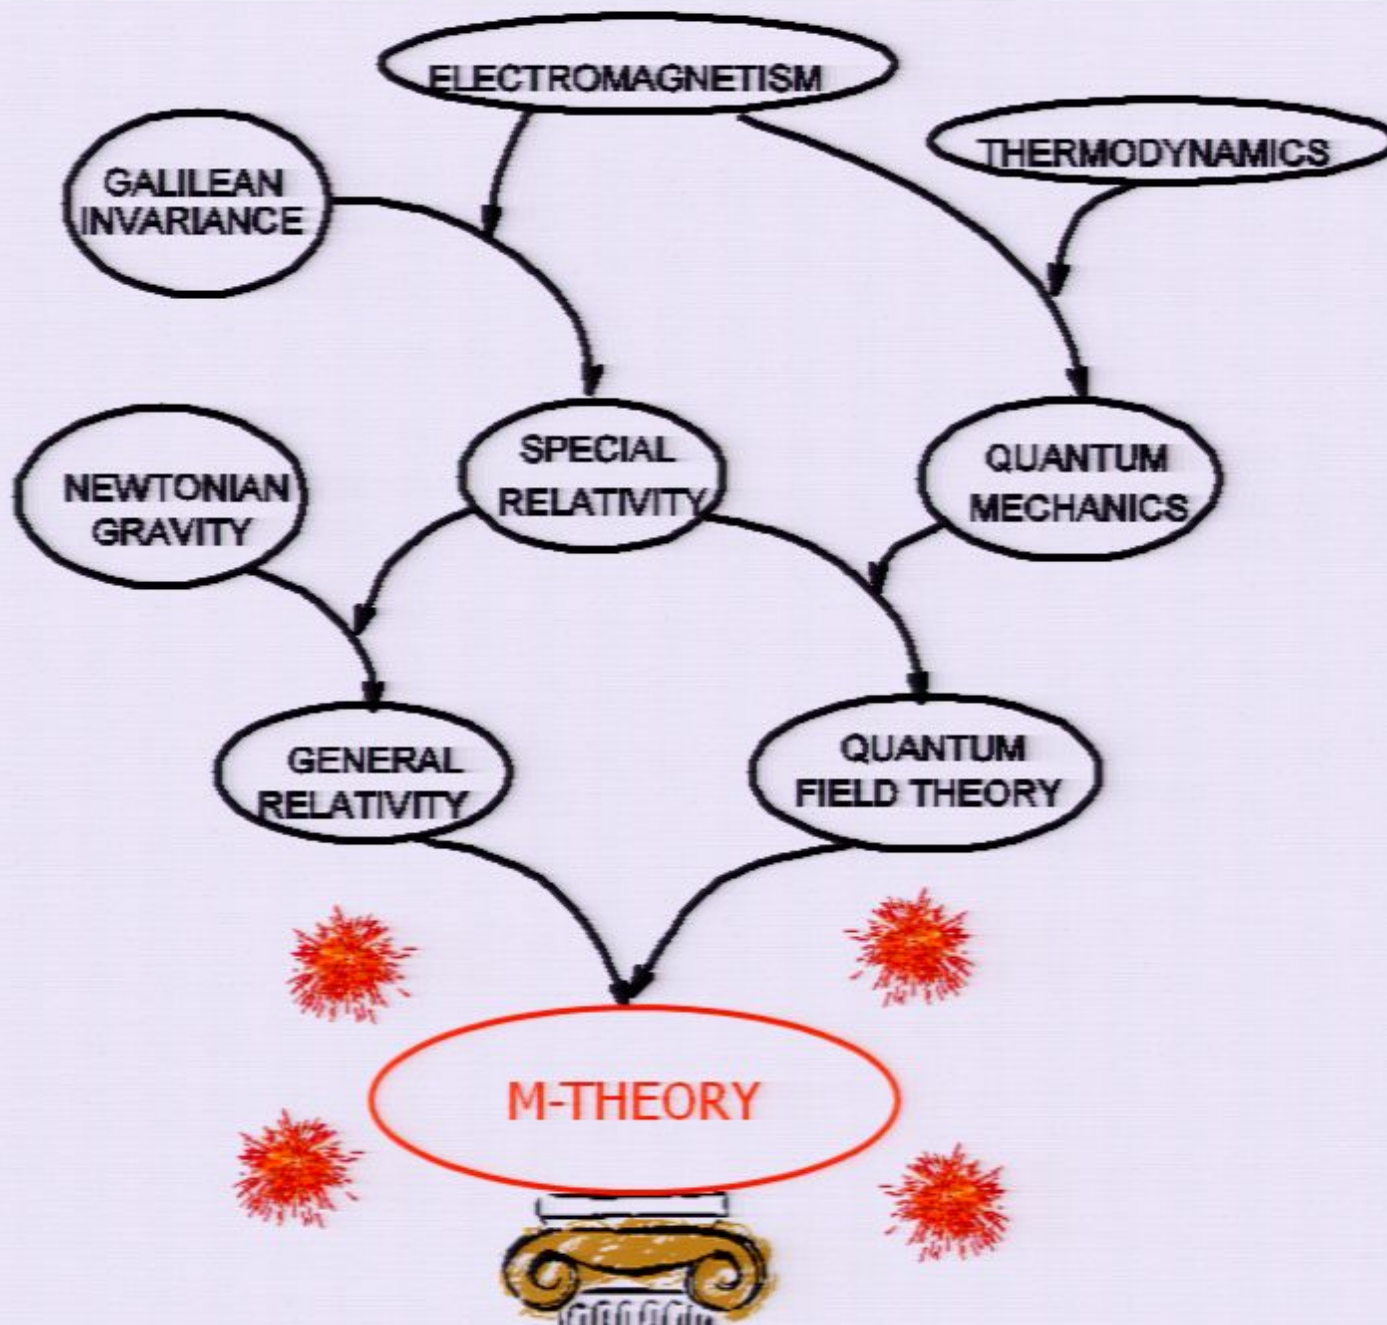 ELECTROMAGNETISM
THERMODYNAMICS
GALILEAN
INVARIANCE
SPECIAL
RELATIVITY
QUANTUM
MECHANICS
NEWTONIAN
GRAVITY
GENERAL
RELATIVITY
QUANTUM
FIELD THEORY
M-THEORY